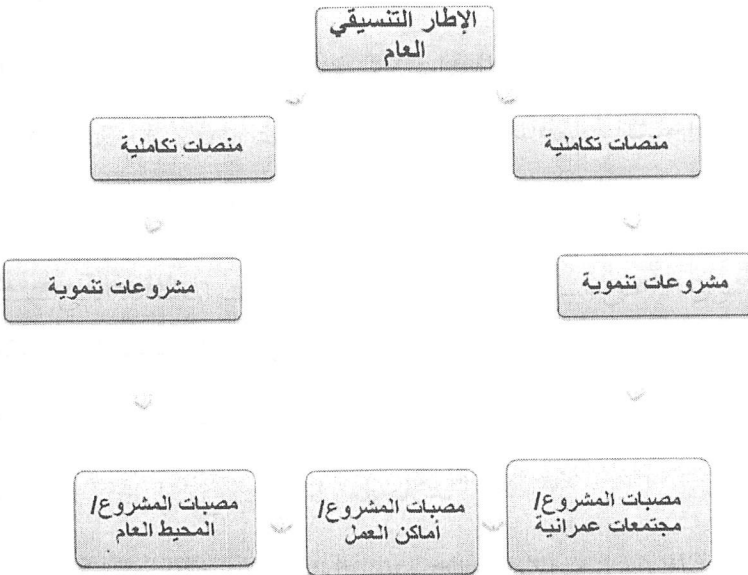 الإطار التنسيقي
العام
منصات تكاملية
منصات تكاملية
مشروعات تنموية
مشروعات تنموية
مصبات المشروع/
مجتمعات عمرانية
مصبات المشروع/
أماكن العمل
مصبات المشروع/
المحيط العام